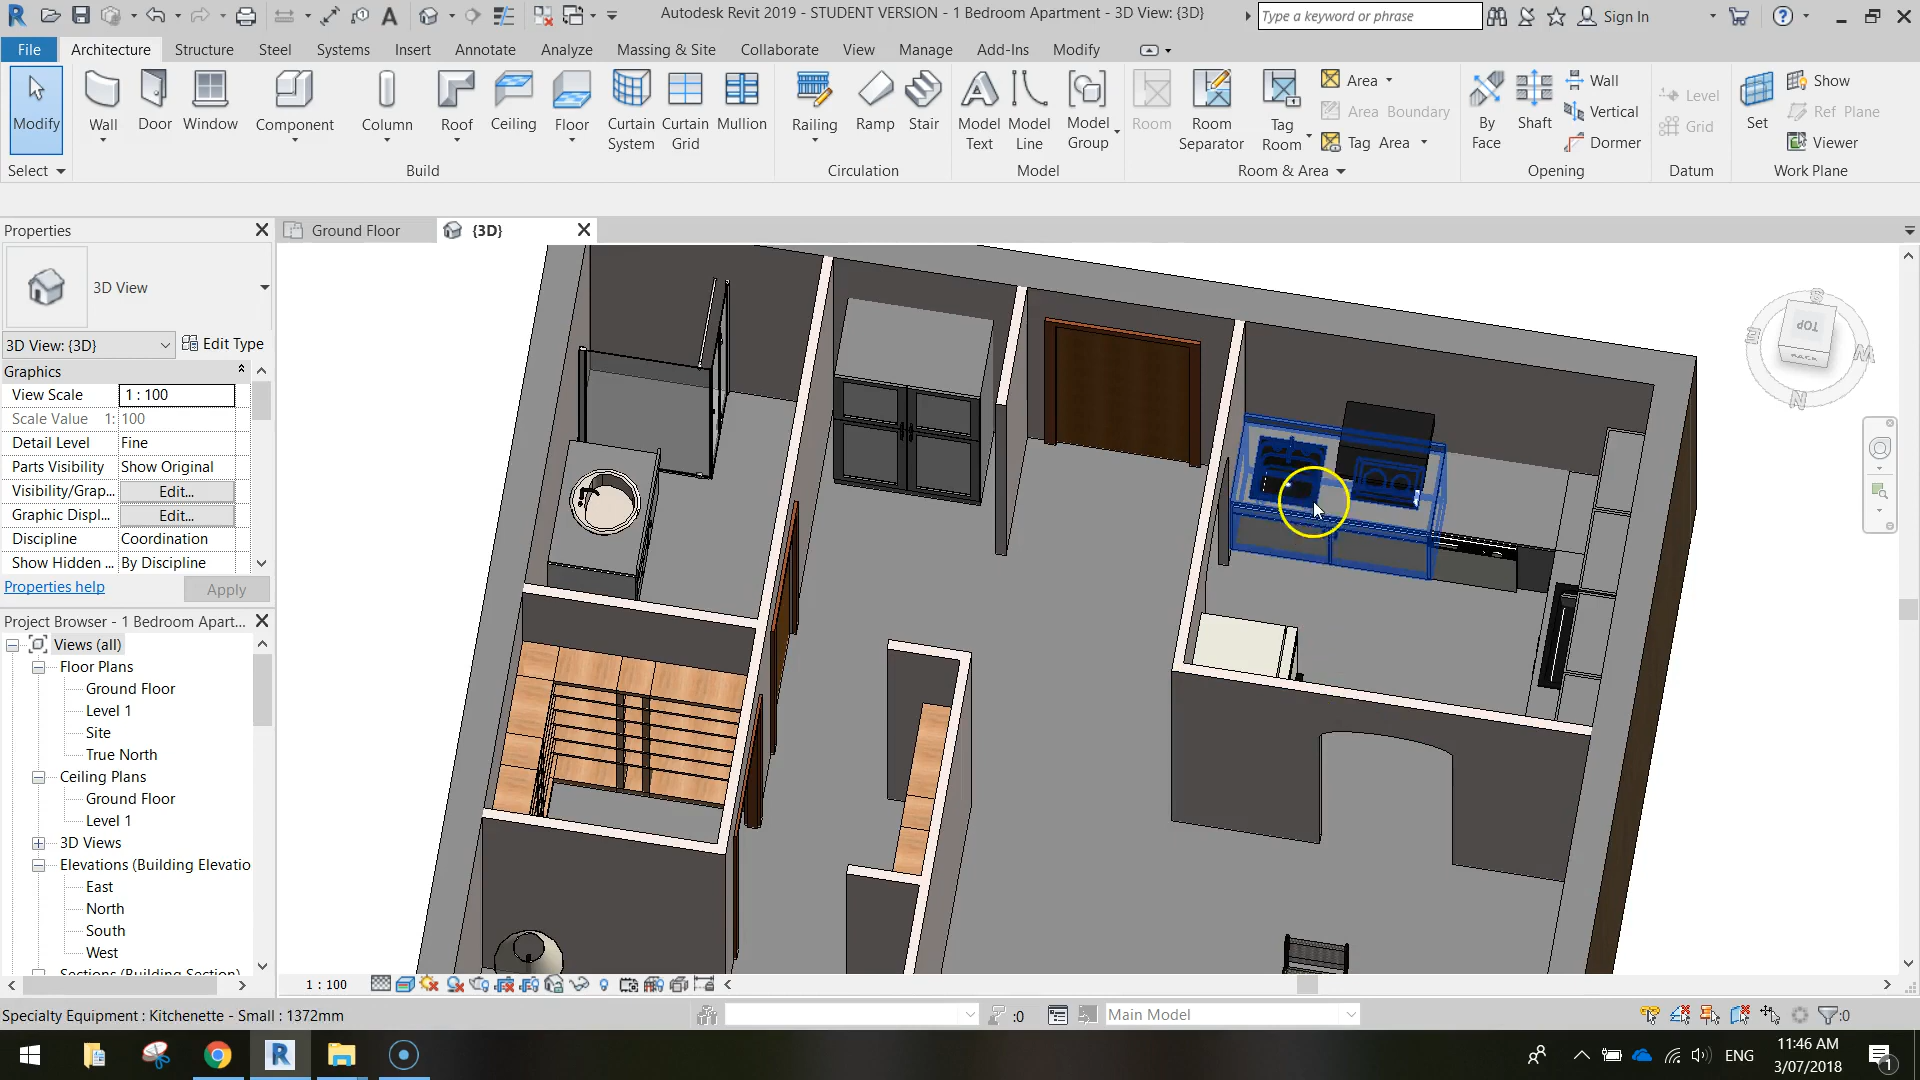 Autodesk Revit 2019 - STUDENT VERSION - 1 Bedroom Apartment - 3D View: {3D}
Type a keyword or phrase
Sign In
File Architecture Structure Steel Systems Insert Annotate Analyze Massing & Site Collaborate View Manage Add-Ins Modify
Modify Wall Door Window Component Column Roof Ceiling Floor Curtain System Curtain Grid Mullion Railing Ramp Stair Model Text Model Line Model Group Room Room Separator Tag Room
Area
Area Boundary
Tag Area
By Face Shaft
Wall
Vertical
Dormer
Level
Grid
Set
Show
Ref Plane
Viewer
Select Build Circulation Model Room & Area Opening Datum Work Plane
Properties
Ground Floor {3D}
3D View
3D View: {3D} Edit Type
Graphics
View Scale 1 : 100
Scale Value 1: 100
Detail Level Fine
Parts Visibility Show Original
Visibility/Grap... Edit...
Graphic Displ... Edit...
Discipline Coordination
Show Hidden ... By Discipline
Properties help Apply
Project Browser - 1 Bedroom Apart...
Views (all)
Floor Plans
Ground Floor
Level 1
Site
True North
Ceiling Plans
Ground Floor
Level 1
3D Views
Elevations (Building Elevatio
East
North
South
West
Sections (Building Section)
TOP
BACK
N
1 : 100
Specialty Equipment : Kitchenette - Small : 1372mm
:0
Main Model
:0
ENG
11:46 AM
3/07/2018
1